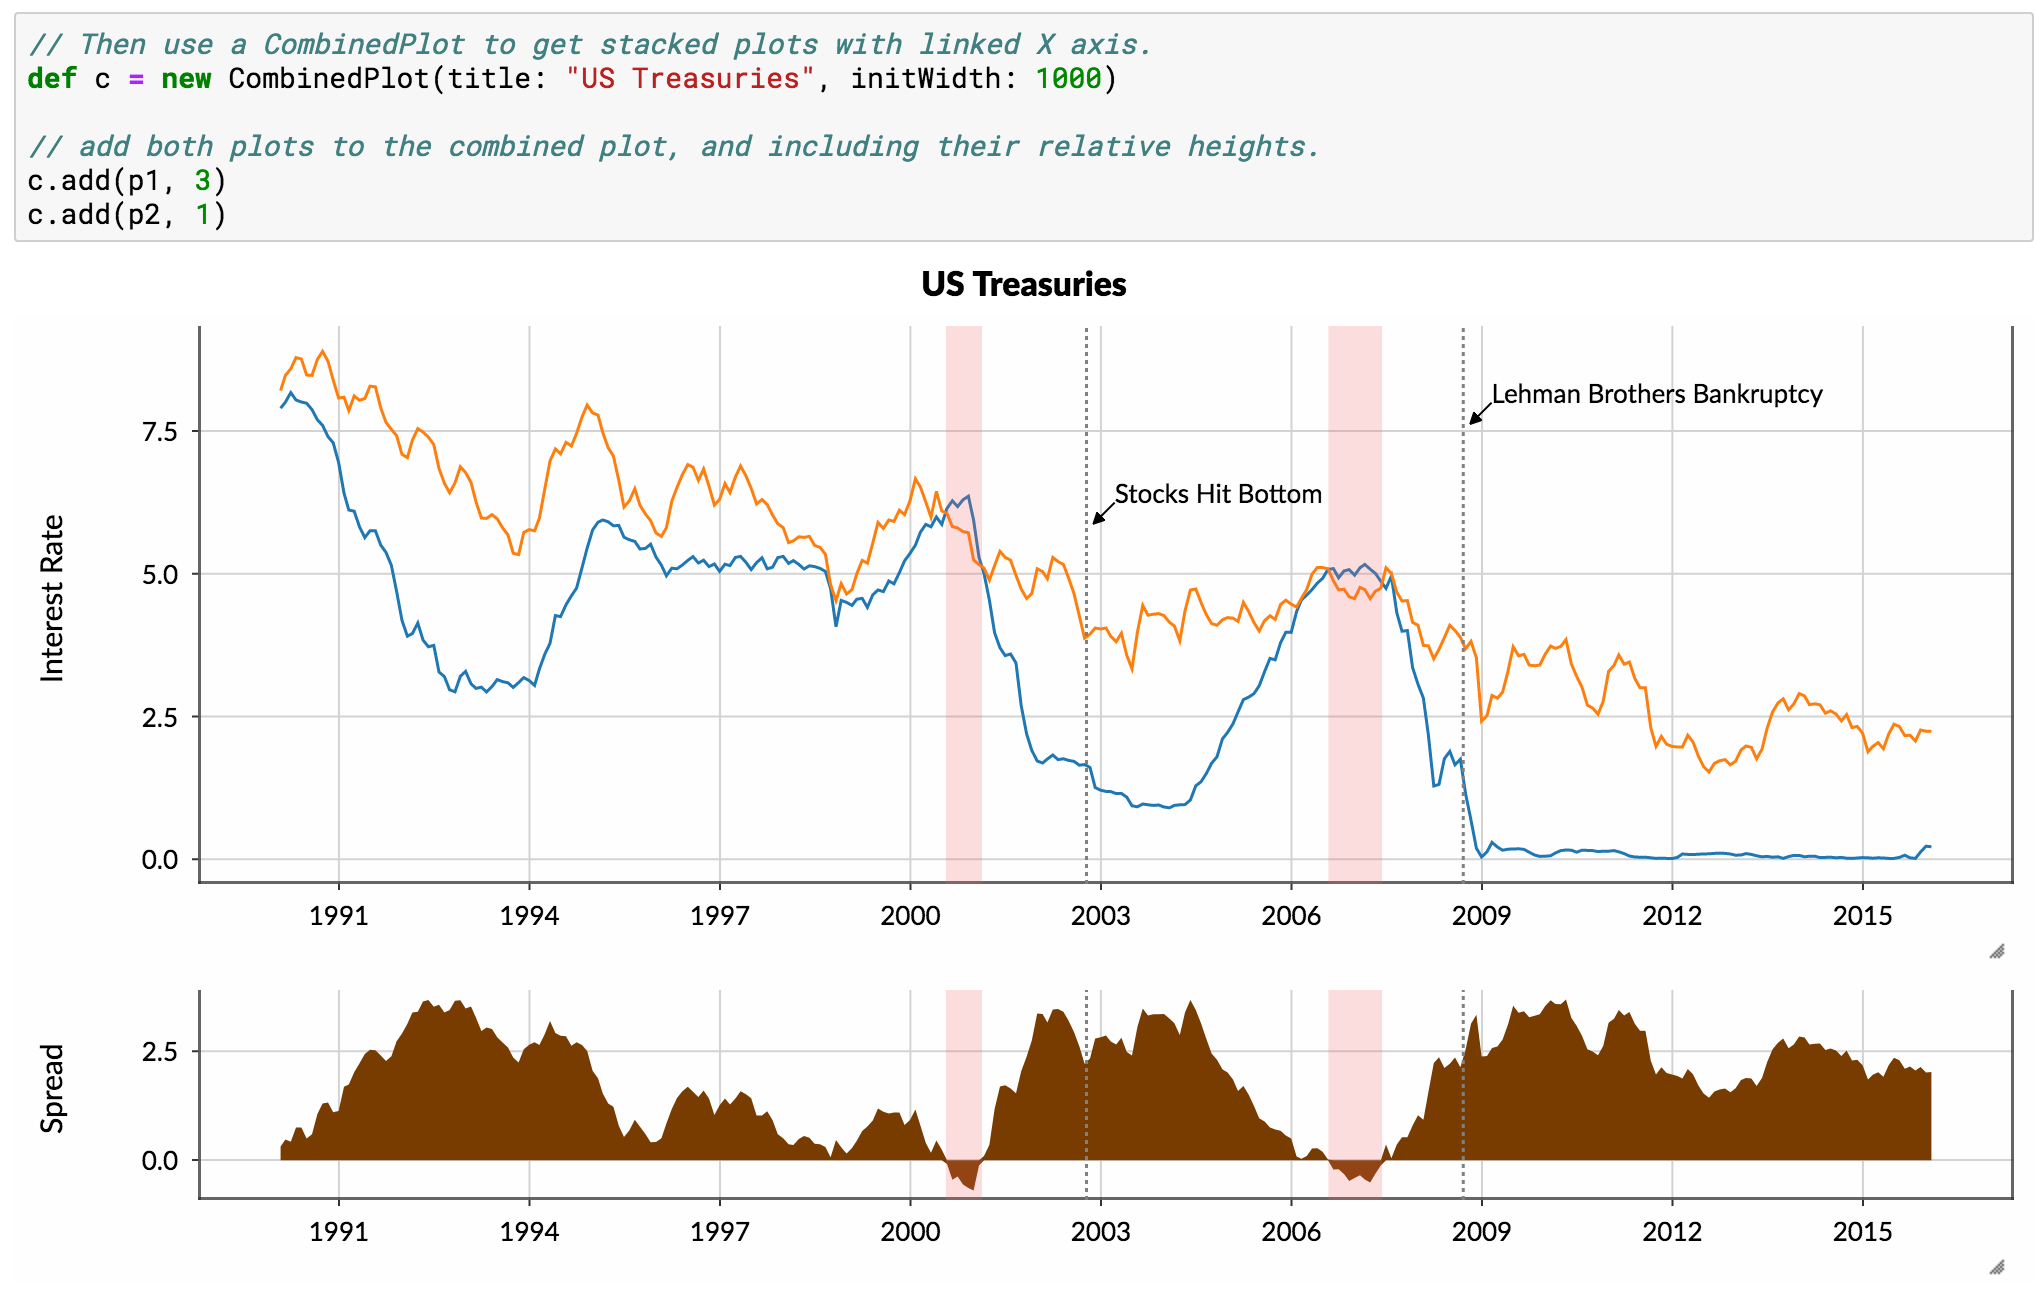 // Then use a CombinedPlot to get stacked plots with linked X axis.
def c = new CombinedPlot(title: "US Treasuries", initWidth: 1000)
// add both plots to the combined plot, and including their relative heights.
c.add(p1, 3)
c.add(p2, 1)
US Treasuries
Lehman Brothers Bankruptcy
Stocks Hit Bottom
Interest Rate
7.5
5.0
2.5
0.0
1991 1994 1997 2000 2003 2006 2009 2012 2015
Spread
2.5
0.0
1991 1994 1997 2000 2003 2006 2009 2012 2015